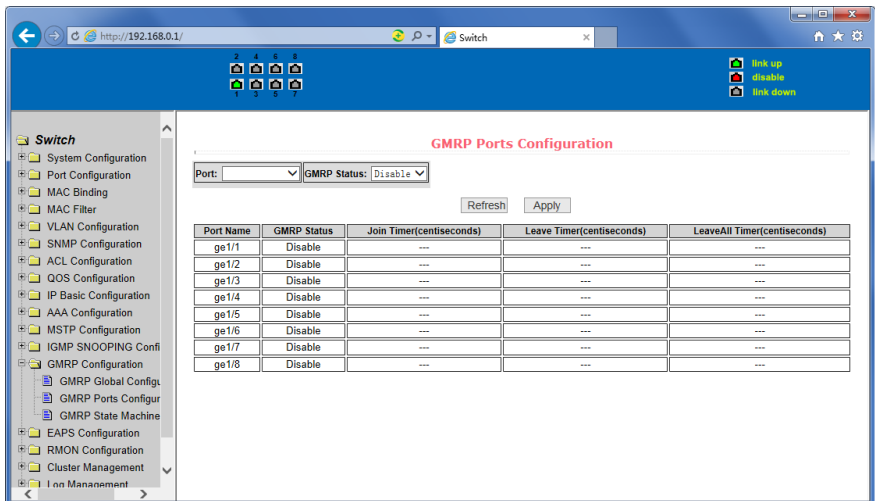 http://192.168.0.1/
Switch
2 4 6 8
1 3 5 7
link up
disable
link down
Switch
System Configuration
Port Configuration
MAC Binding
MAC Filter
VLAN Configuration
SNMP Configuration
ACL Configuration
QOS Configuration
IP Basic Configuration
AAA Configuration
MSTP Configuration
IGMP SNOOPING Confi
GMRP Configuration
GMRP Global Configu
GMRP Ports Configur
GMRP State Machine
EAPS Configuration
RMON Configuration
Cluster Management
Log Management
GMRP Ports Configuration
Port: GMRP Status: Disable
Refresh Apply
Port Name GMRP Status Join Timer(centiseconds) Leave Timer(centiseconds) LeaveAll Timer(centiseconds)
ge1/1 Disable --- --- ---
ge1/2 Disable --- --- ---
ge1/3 Disable --- --- ---
ge1/4 Disable --- --- ---
ge1/5 Disable --- --- ---
ge1/6 Disable --- --- ---
ge1/7 Disable --- --- ---
ge1/8 Disable --- --- ---